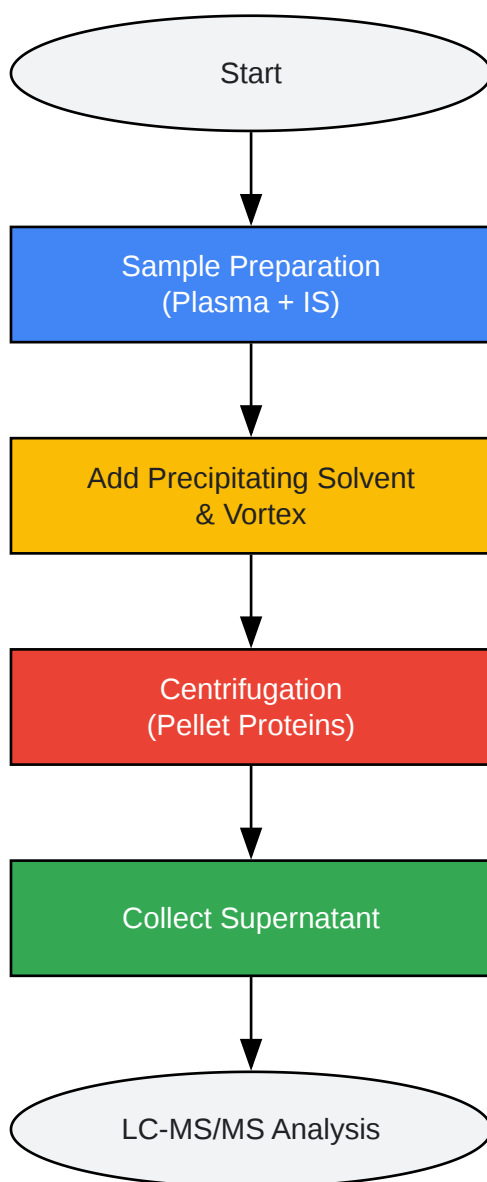 Start
Sample Preparation
(Plasma + IS)
Add Precipitating Solvent
& Vortex
Centrifugation
(Pellet Proteins)
Collect Supernatant
LC-MS/MS Analysis